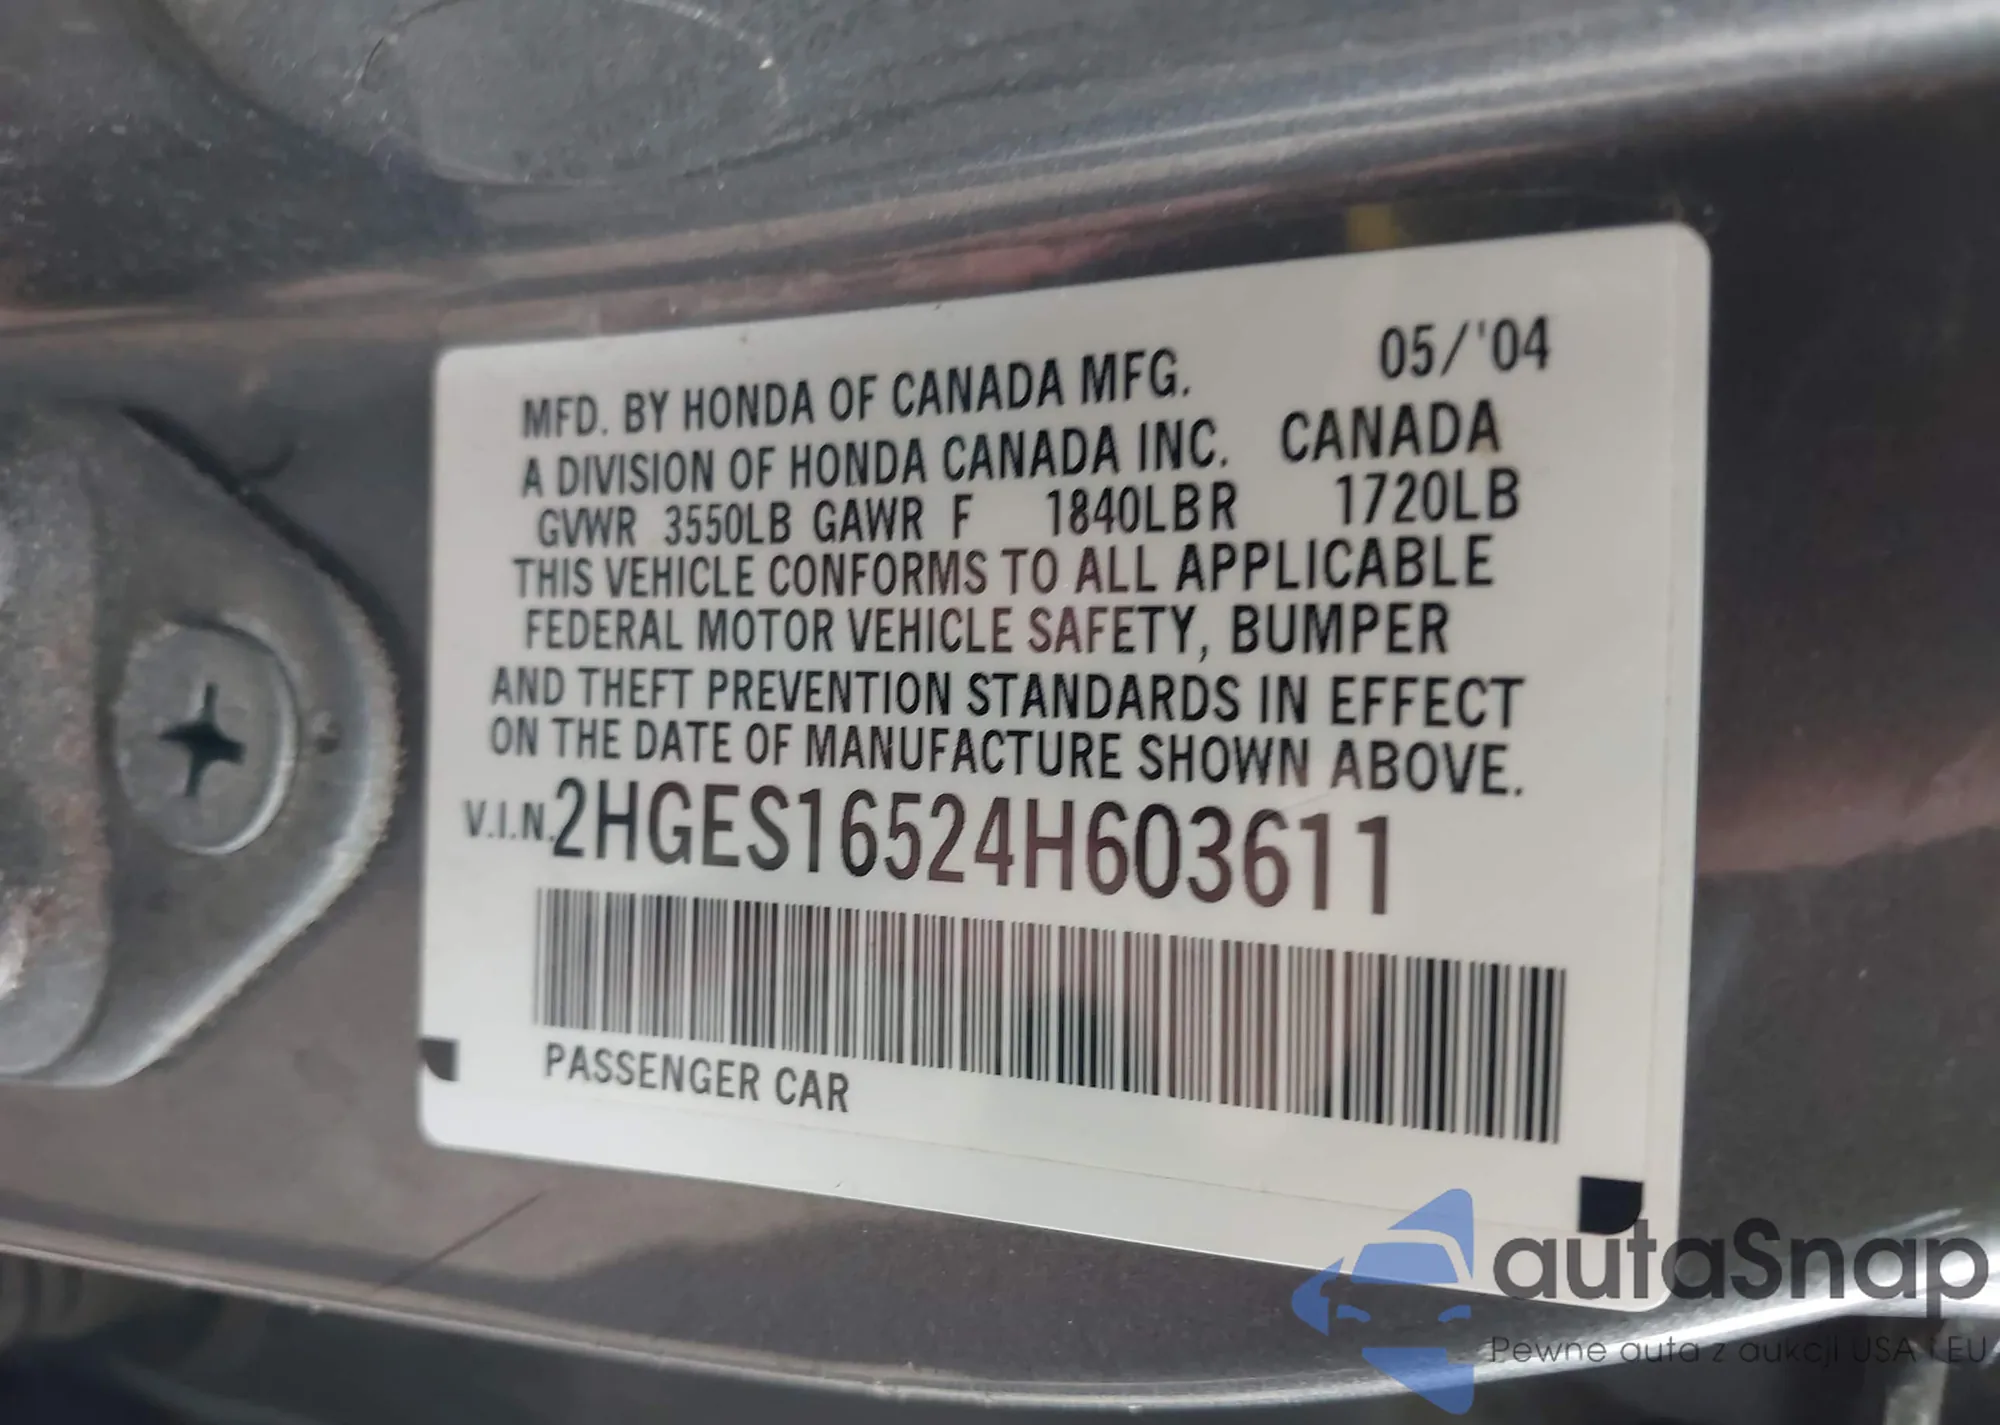 MFD. BY HONDA OF CANADA MFG. 05/'04
A DIVISION OF HONDA CANADA INC. CANADA
GVWR 3550LB GAWR F 1840LB R 1720LB
THIS VEHICLE CONFORMS TO ALL APPLICABLE
FEDERAL MOTOR VEHICLE SAFETY, BUMPER
AND THEFT PREVENTION STANDARDS IN EFFECT
ON THE DATE OF MANUFACTURE SHOWN ABOVE.
V.I.N. 2HGES16524H603611
PASSENGER CAR
autaSnap
Pewne auta z aukcji USA i EU